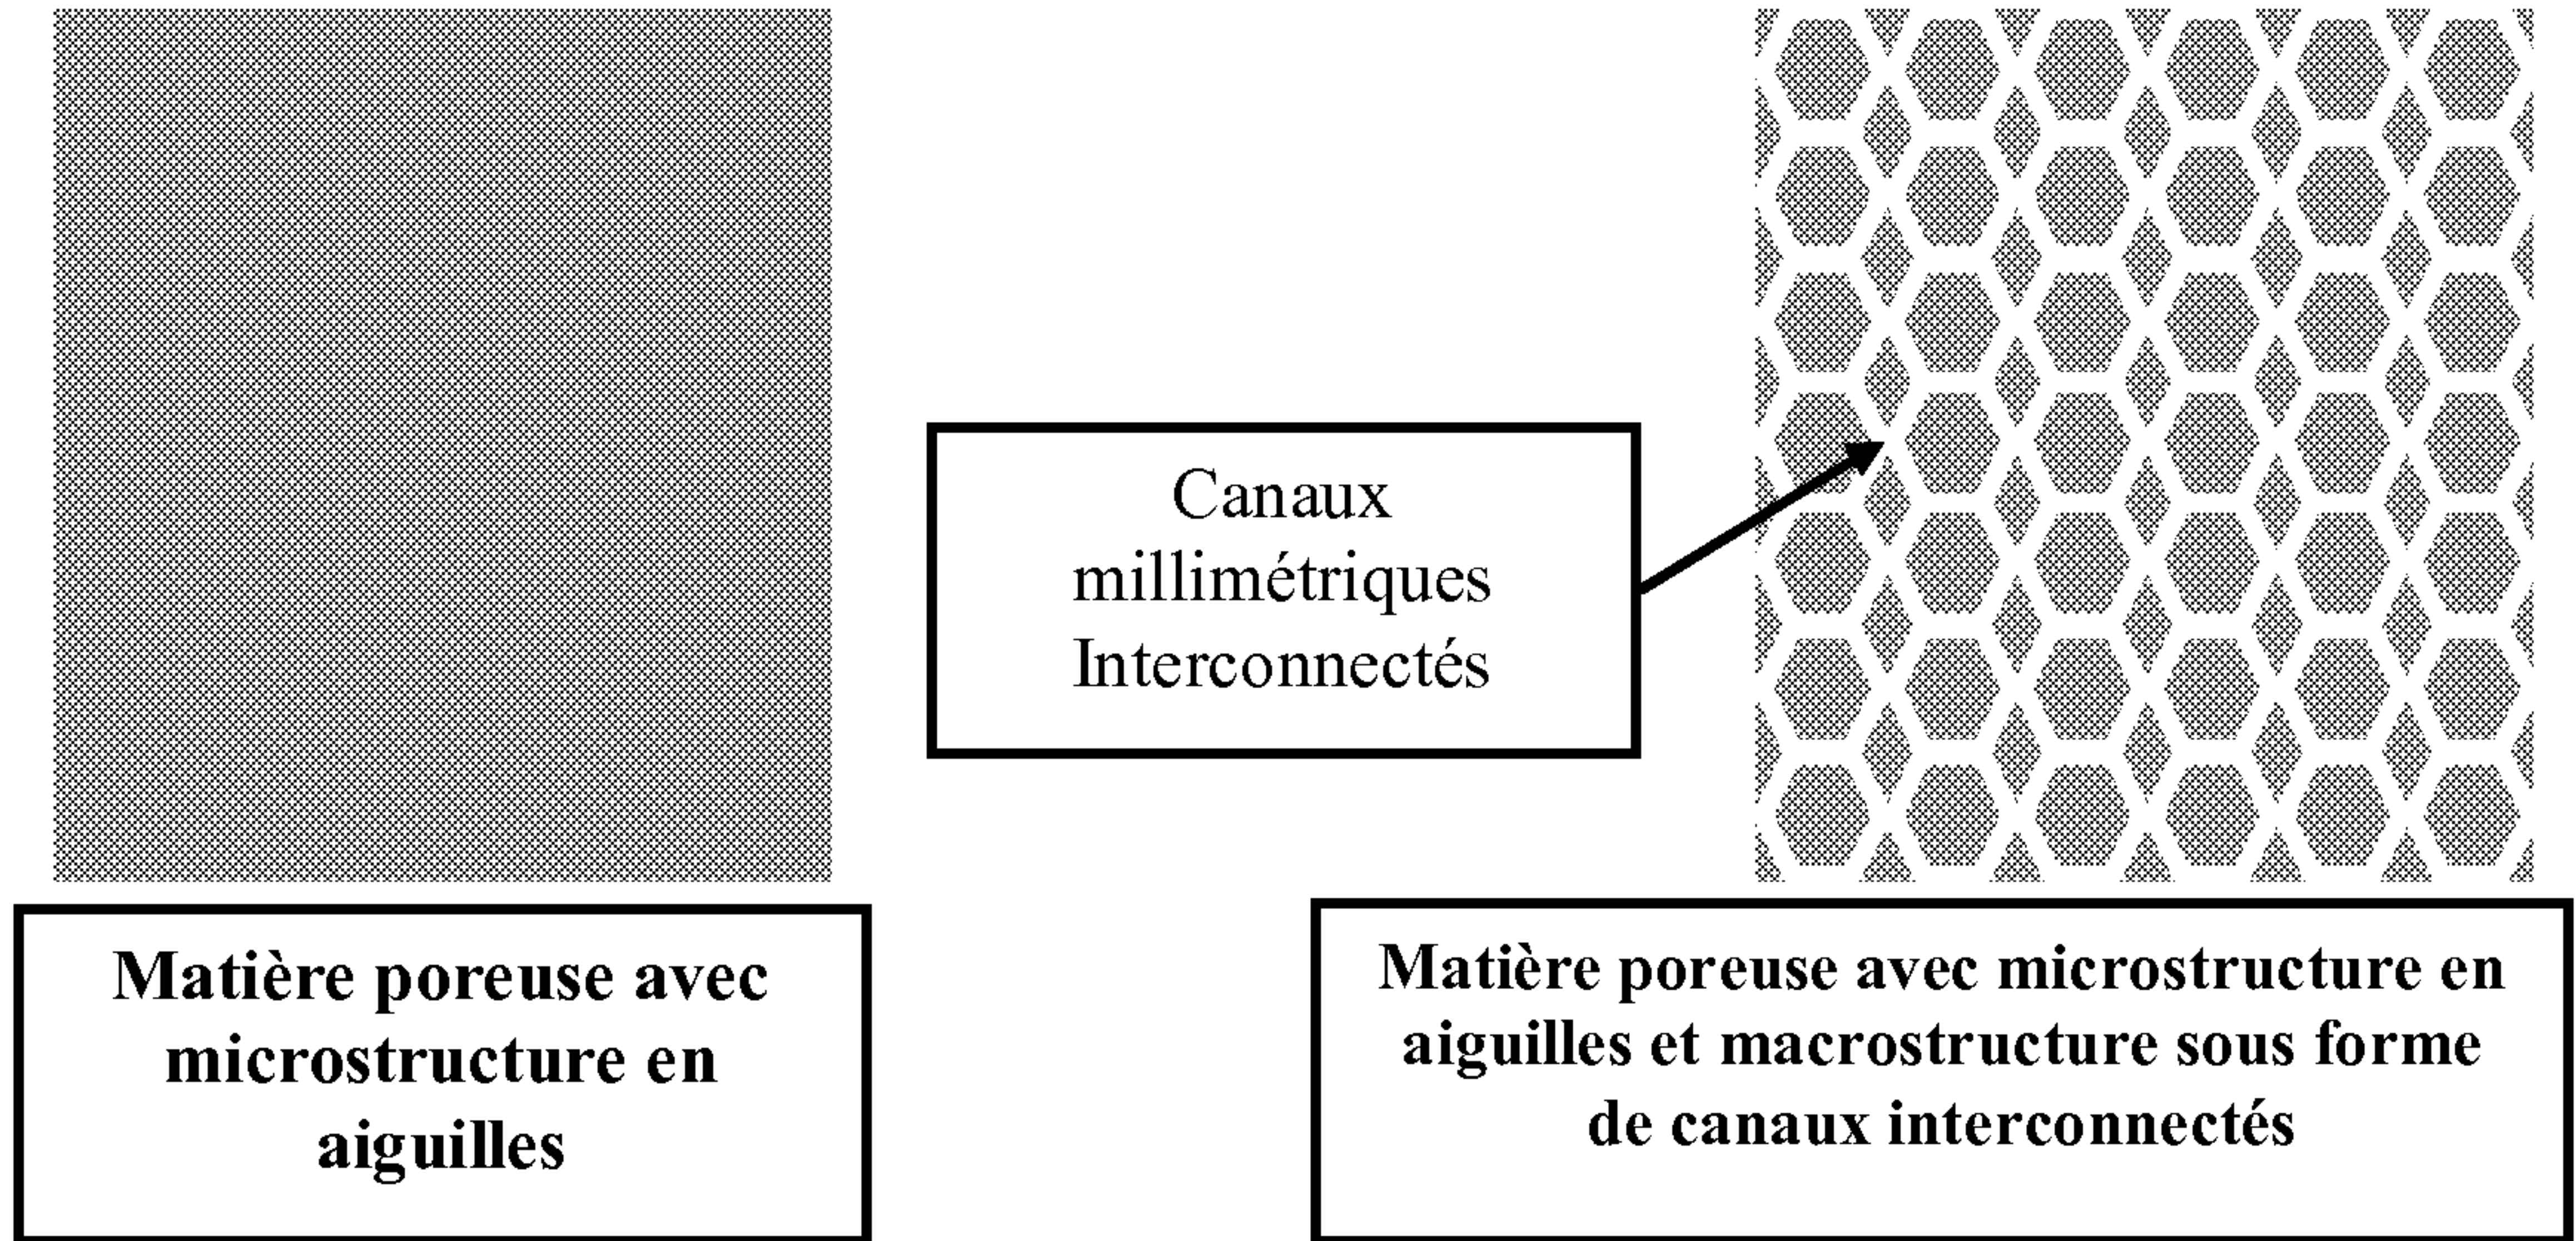 Canaux
millimétriques
Interconnectés
Matière poreuse avec
microstructure en
aiguilles
Matière poreuse avec microstructure en
aiguilles et macrostructure sous forme
de canaux interconnectés